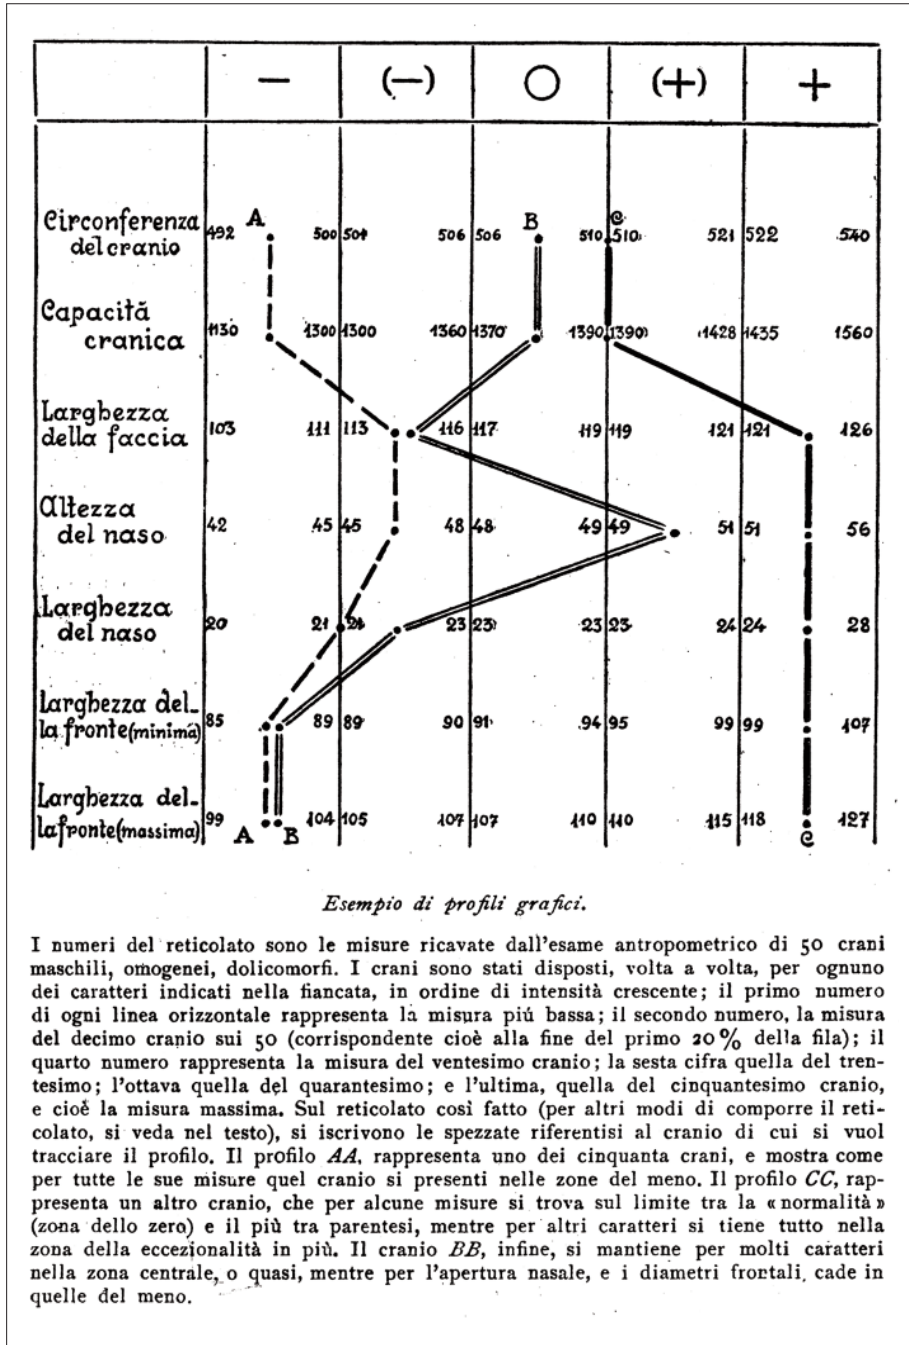 — (—) ○ (+) +
A B C
Circonferenza 492 500 501 506 506 510 510 521 522 540
del cranio
Capacità 1130 1300 1300 1360 1370 1390 1390 1428 1435 1560
cranica
Larghezza 103 111 113 116 117 119 119 121 121 126
della faccia
Altezza 42 45 45 48 48 49 49 51 51 56
del naso
Larghezza 20 21 21 23 23 23 23 24 24 28
del naso
Larghezza del- 85 89 89 90 91 94 95 99 99 107
la fronte (minima)
Larghezza del- 99 104 105 107 107 110 110 115 118 127
la fronte (massima)
A B C
Esempio di profili grafici.
I numeri del reticolato sono le misure ricavate dall'esame antropometrico di 50 crani
maschili, omogenei, dolicomorfi. I crani sono stati disposti, volta a volta, per ognuno
dei caratteri indicati nella fiancata, in ordine di intensità crescente; il primo numero
di ogni linea orizzontale rappresenta la misura più bassa; il secondo numero, la misura
del decimo cranio sui 50 (corrispondente cioè alla fine del primo 20 % della fila); il
quarto numero rappresenta la misura del ventesimo cranio; la sesta cifra quella del tren-
tesimo; l'ottava quella del quarantesimo; e l'ultima, quella del cinquantesimo cranio,
e cioè la misura massima. Sul reticolato così fatto (per altri modi di comporre il reti-
colato, si veda nel testo), si iscrivono le spezzate riferentisi al cranio di cui si vuol
tracciare il profilo. Il profilo AA, rappresenta uno dei cinquanta crani, e mostra come
per tutte le sue misure quel cranio si presenti nelle zone del meno. Il profilo CC, rap-
presenta un altro cranio, che per alcune misure si trova sul limite tra la « normalità »
(zona dello zero) e il più tra parentesi, mentre per altri caratteri si tiene tutto nella
zona della eccezionalità in più. Il cranio BB, infine, si mantiene per molti caratteri
nella zona centrale, o quasi, mentre per l'apertura nasale, e i diametri frontali, cade in
quelle del meno.